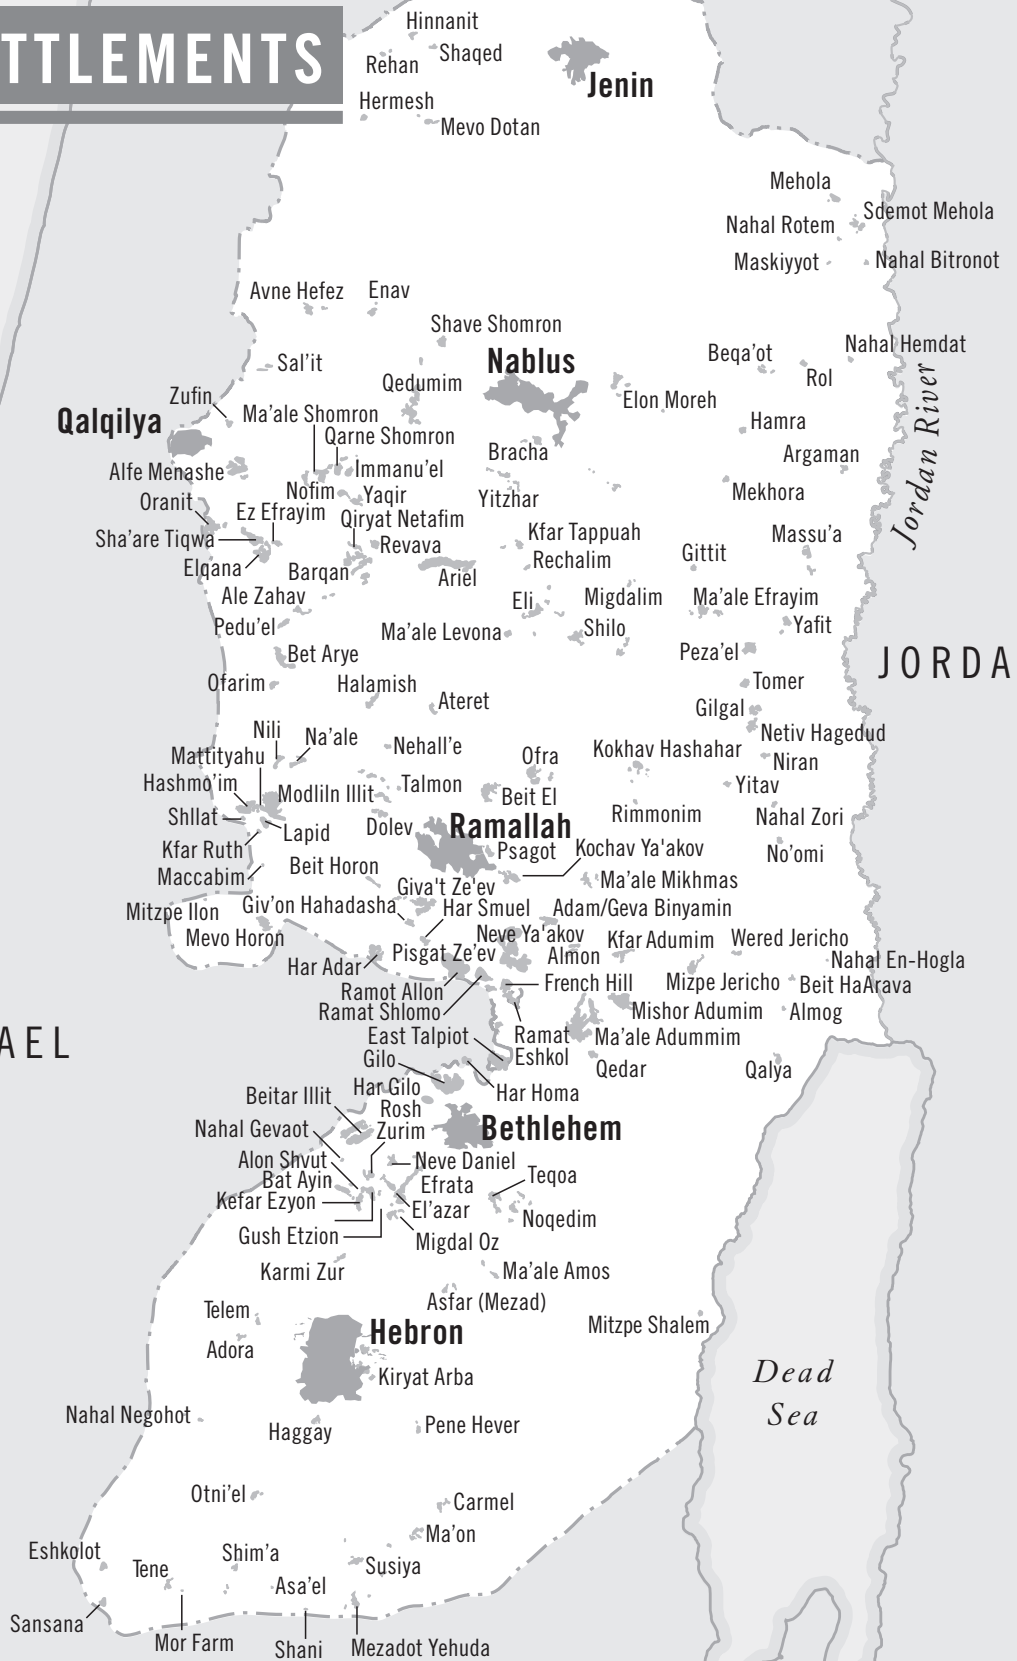 TTLEMENTS
Hinnanit
Shaqed
Rehan
Jenin
Hermesh
Mevo Dotan
Mehola
Sdemot Mehola
Nahal Rotem
Maskiyyot
Nahal Bitronot
Avne Hefez
Enav
Shave Shomron
Nablus
Beqa'ot
Nahal Hemdat
Sal'it
Rol
Qedumim
Zufin
Elon Moreh
Jordan River
Ma'ale Shomron
Qalqilya
Hamra
Qarne Shomron
Bracha
Argaman
Alfe Menashe
Immanu'el
Nofim
Yaqir
Yitzhar
Mekhora
Oranit
Ez Efrayim
Qiryat Netafim
Sha'are Tiqwa
Revava
Kfar Tappuah
Massu'a
Rechalim
Gittit
Elqana
Barqan
Ariel
Ale Zahav
Eli
Migdalim
Ma'ale Efrayim
Pedu'el
Ma'ale Levona
Shilo
Yafit
Bet Arye
Peza'el
JORDA
Ofarim
Halamish
Tomer
Ateret
Gilgal
Nili
Na'ale
Netiv Hagedud
Mattityahu
Nehall'e
Ofra
Kokhav Hashahar
Niran
Hashmo'im
Modliln Illit
Talmon
Yitav
Beit El
Shllat
Lapid
Dolev
Ramallah
Rimmonim
Nahal Zori
Kfar Ruth
Psagot
Kochav Ya'akov
No'omi
Maccabim
Beit Horon
Giva't Ze'ev
Ma'ale Mikhmas
Mitzpe Ilon
Giv'on Hahadasha
Har Smuel
Adam/Geva Binyamin
Mevo Horon
Neve Ya'akov
Kfar Adumim
Wered Jericho
Pisgat Ze'ev
Almon
Nahal En-Hogla
Har Adar
French Hill
Mizpe Jericho
Beit HaArava
Ramot Allon
Ramat Shlomo
Mishor Adumim
Almog
East Talpiot
Ramat
Eshkol
Ma'ale Adummim
AEL
Gilo
Qedar
Qalya
Har Gilo
Har Homa
Beitar Illit
Rosh
Zurim
Bethlehem
Nahal Gevaot
Alon Shvut
Neve Daniel
Bat Ayin
Efrata
Teqoa
Kefar Ezyon
El'azar
Noqedim
Gush Etzion
Migdal Oz
Karmi Zur
Ma'ale Amos
Asfar (Mezad)
Telem
Hebron
Mitzpe Shalem
Adora
Kiryat Arba
Dead
Sea
Nahal Negohot
Haggay
Pene Hever
Otni'el
Carmel
Ma'on
Eshkolot
Shim'a
Tene
Susiya
Asa'el
Sansana
Mor Farm
Shani
Mezadot Yehuda